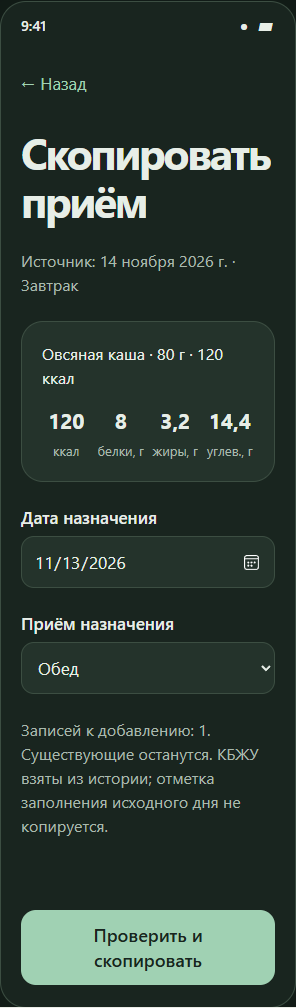 9:41
← Назад
Скопировать
приём
Источник: 14 ноября 2026 г. ·
Завтрак
Овсяная каша · 80 г · 120
ккал
120 8 3,2 14,4
ккал белки, г жиры, г углев., г
Дата назначения
11/13/2026
Приём назначения
Обед
Записей к добавлению: 1.
Существующие останутся. КБЖУ
взяты из истории; отметка
заполнения исходного дня не
копируется.
Проверить и
скопировать